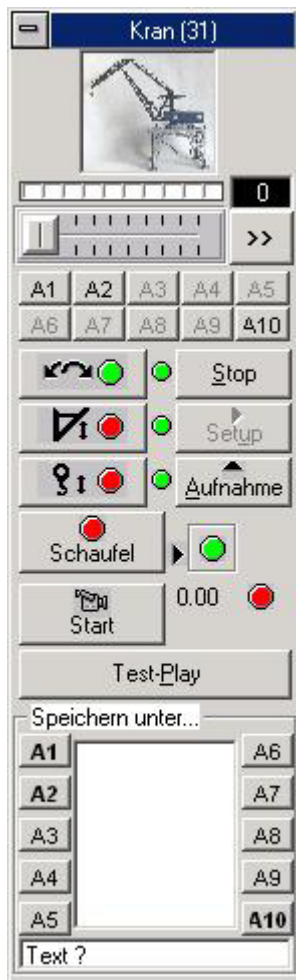 Kran (31)
0
>>
A1 A2 A3 A4 A5
A6 A7 A8 A9 A10
Stop
Setup
Aufnahme
Schaufel
0.00
Start
Test-Play
Speichern unter...
A1 A6
A2 A7
A3 A8
A4 A9
A5 A10
Text ?